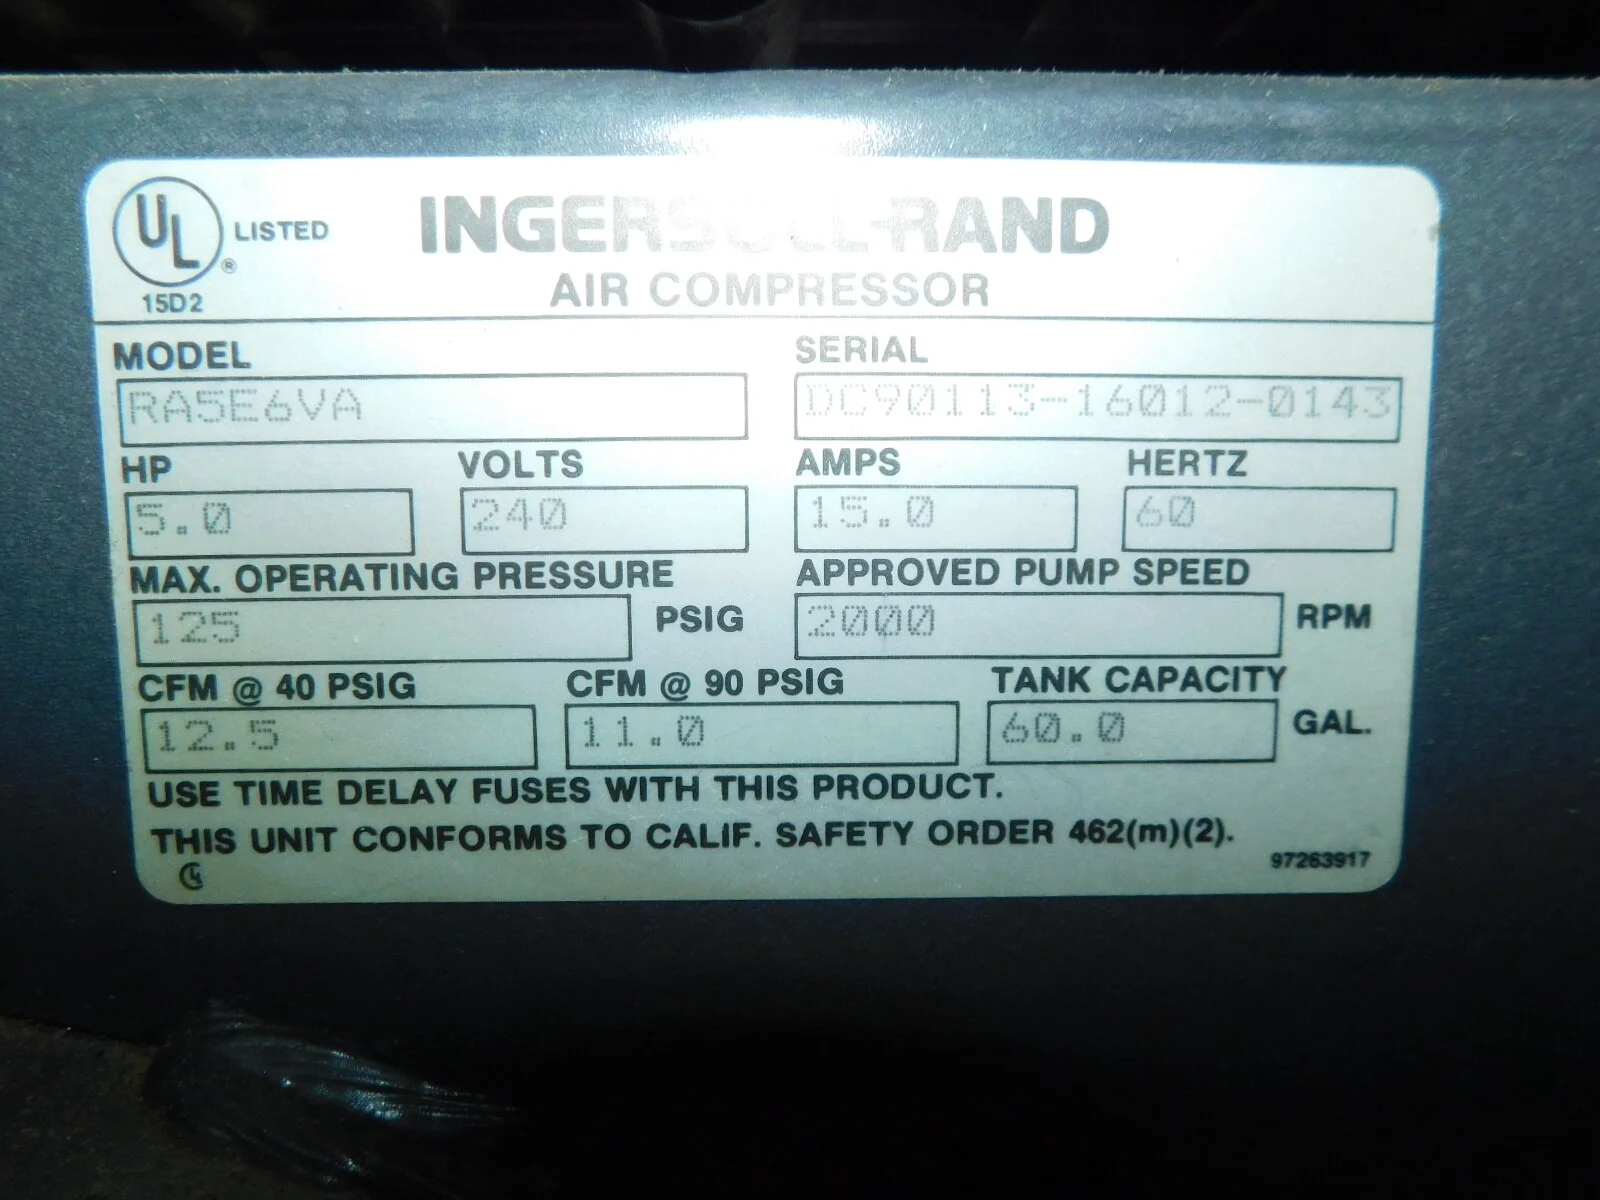 UL LISTED ®
15D2
INGERSOLL-RAND
AIR COMPRESSOR
MODEL SERIAL
RA5E6VA DC90113-16012-0143
HP VOLTS AMPS HERTZ
5.0 240 15.0 60
MAX. OPERATING PRESSURE APPROVED PUMP SPEED
125 PSIG 2000 RPM
CFM @ 40 PSIG CFM @ 90 PSIG TANK CAPACITY
12.5 11.0 60.0 GAL.
USE TIME DELAY FUSES WITH THIS PRODUCT.
THIS UNIT CONFORMS TO CALIF. SAFETY ORDER 462(m)(2).
97263917